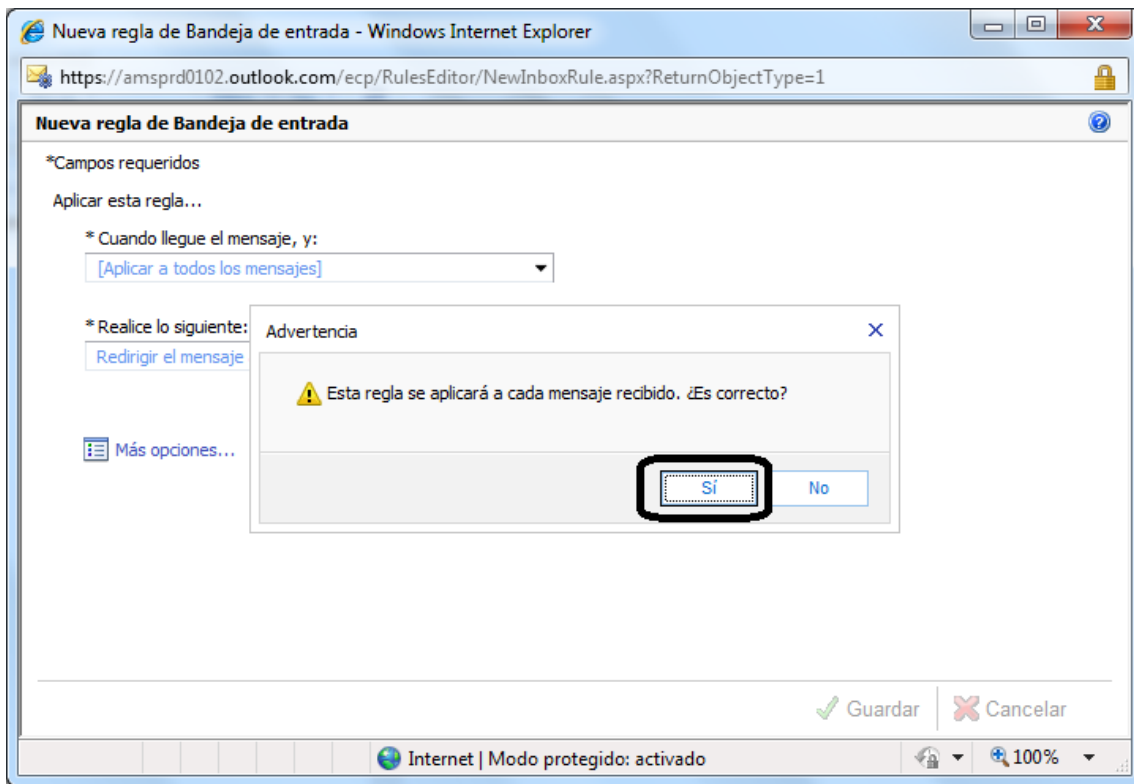 Nueva regla de Bandeja de entrada - Windows Internet Explorer
https://amsprd0102.outlook.com/ecp/RulesEditor/NewInboxRule.aspx?ReturnObjectType=1
Nueva regla de Bandeja de entrada
*Campos requeridos
Aplicar esta regla...
* Cuando llegue el mensaje, y:
[Aplicar a todos los mensajes]
* Realice lo siguiente:
Redirigir el mensaje
Advertencia
Esta regla se aplicará a cada mensaje recibido. ¿Es correcto?
Sí No
Más opciones...
Guardar Cancelar
Internet | Modo protegido: activado 100%